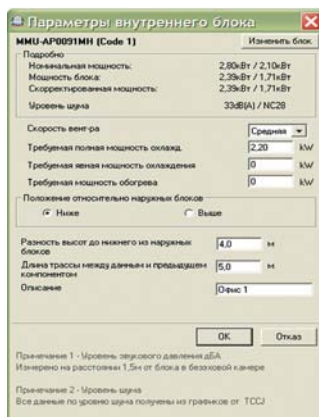 Параметры внутреннего блока
MMU-AP0091MH (Code 1) Изменить блок
Подробно
Номинальная мощность: 2,80кВт / 2,10кВт
Мощность блока: 2,39кВт / 1,71кВт
Скорректированная мощность: 2,39кВт / 1,71кВт
Уровень шума 33dB(A) / NC28
Скорость вент-ра Средняя
Требуемая полная мощность охлажд. 2,20 kW
Требуемая явная мощность охлаждения 0 kW
Требуемая мощность обогрева 0 kW
Положение относительно наружных блоков
Ниже Выше
Разность высот до нижнего из наружных 4,0 м
блоков
Длина трассы между данным и предыдущем 5,0 м
компонентом
Описание Офис 1
OK Отказ
Примечание 1 - Уровень звукового давления дБА
Измерено на расстоянии 1,5м от блока в безэховой камере
Примечание 2 - Уровень шума
Все данные по уровню шума получены из графиков от TCCJ